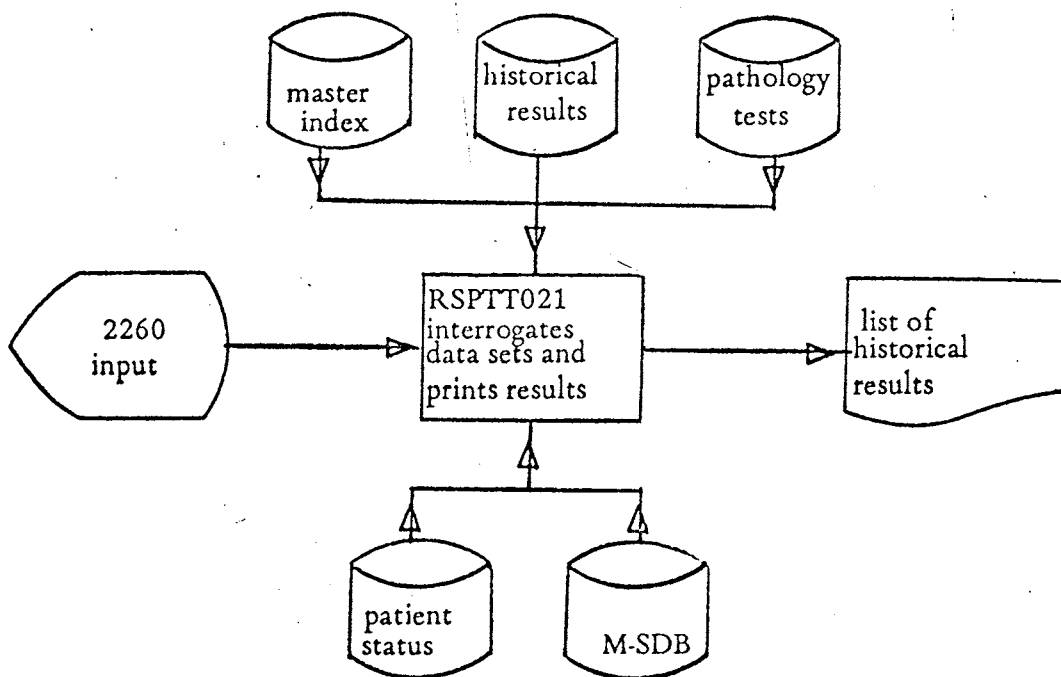 master
index
historical
results
pathology
tests
2260
input
RSPTT021
interrogates
data sets and
prints results
list of
historical
results
patient
status
M-SDB